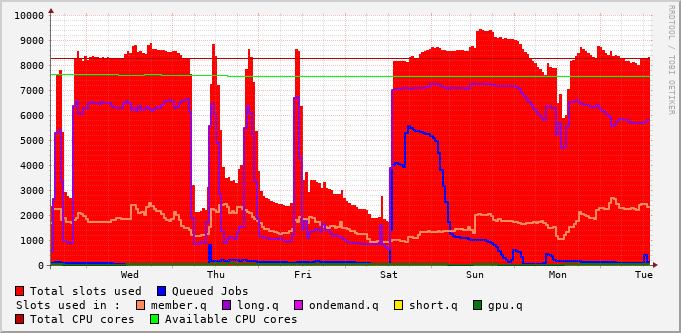 10000
9000
8000
7000
6000
5000
4000
3000
2000
1000
0
Wed Thu Fri Sat Sun Mon Tue
RRDTOOL / TOBI OETIKER
Total slots used Queued Jobs
Slots used in : member.q long.q ondemand.q short.q gpu.q
Total CPU cores Available CPU cores